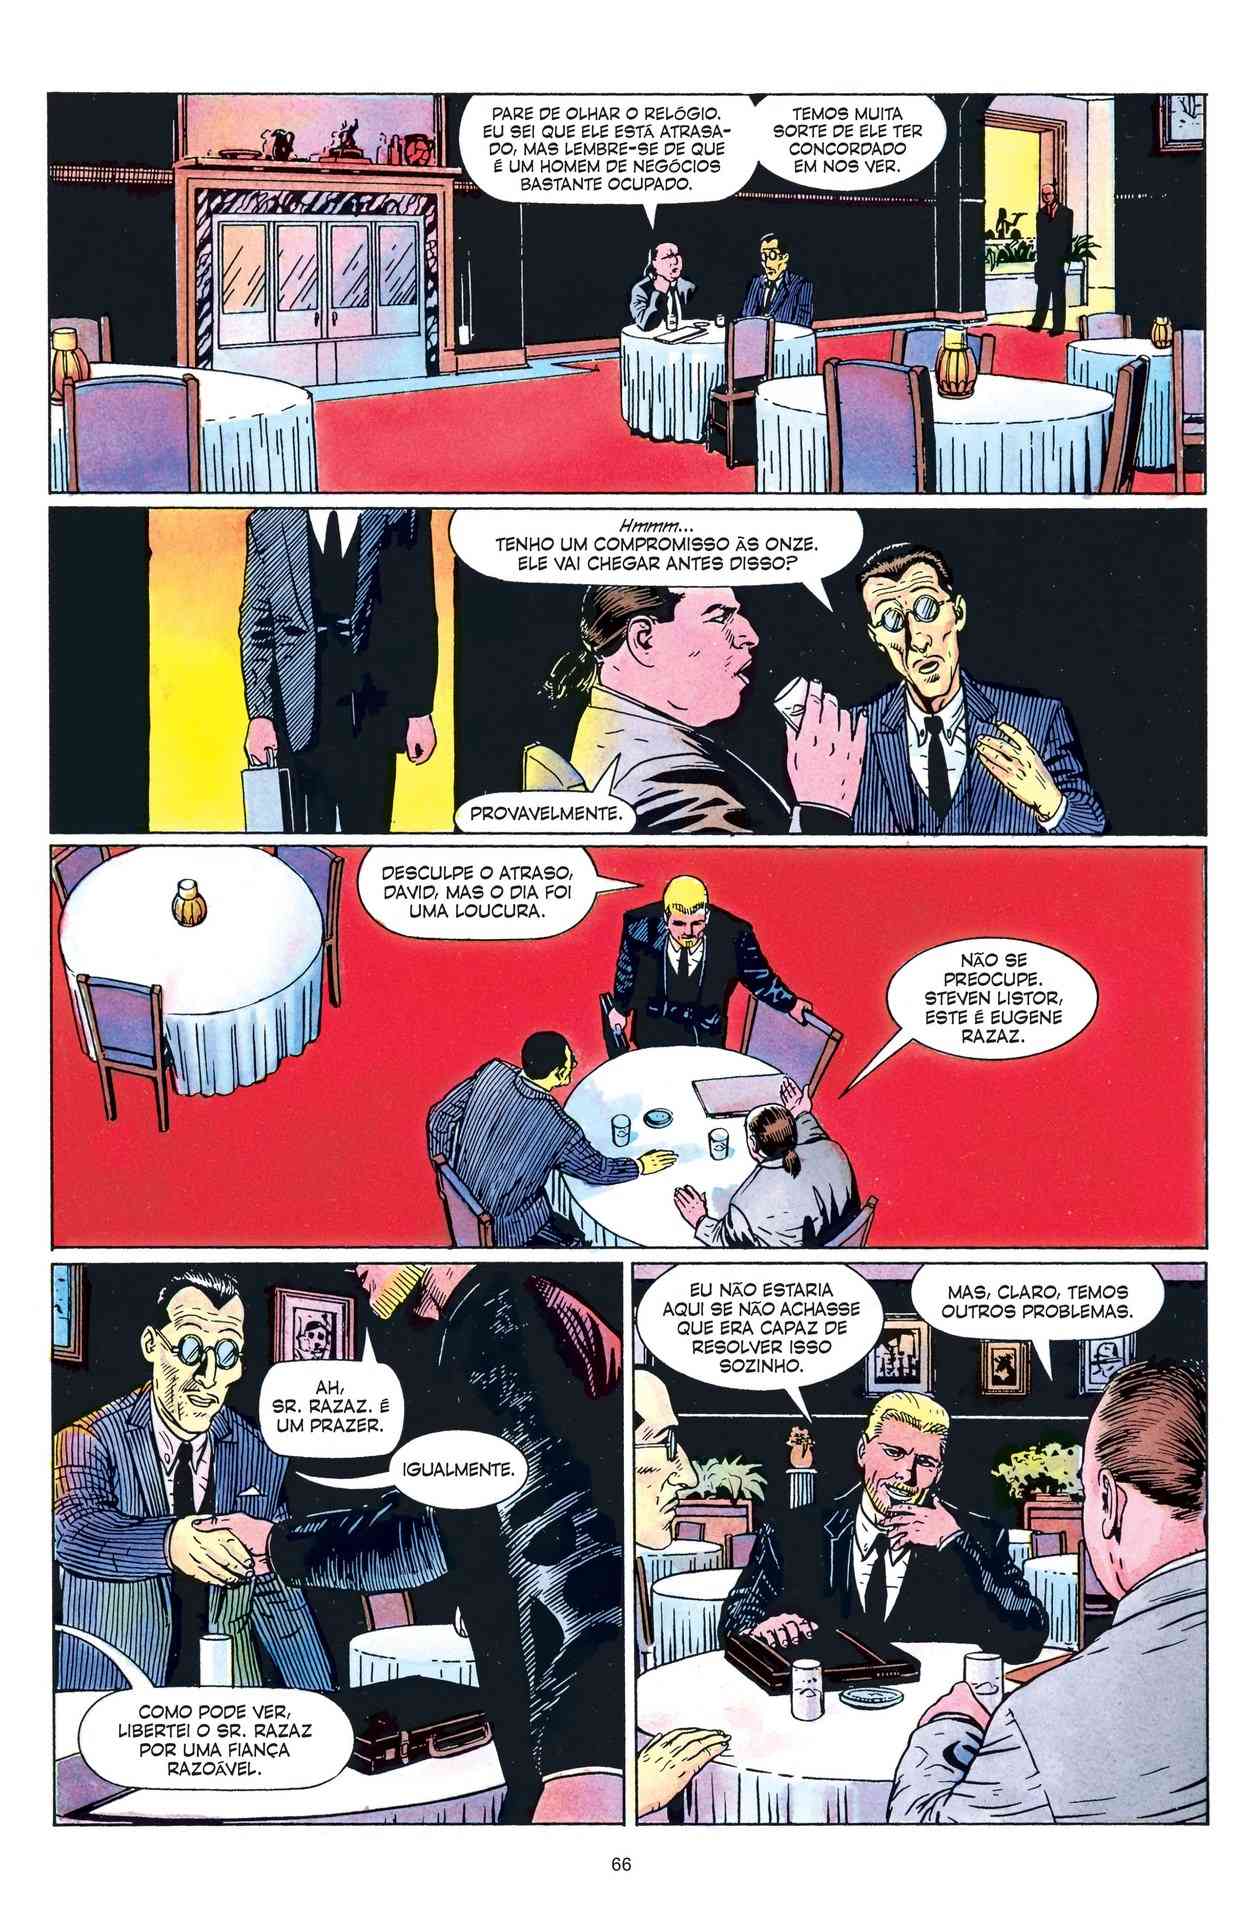 PARE DE OLHAR O RELÓGIO.
EU SEI QUE ELE ESTÁ ATRASA-
DO, MAS LEMBRE-SE DE QUE
É UM HOMEM DE NEGÓCIOS
BASTANTE OCUPADO.
TEMOS MUITA
SORTE DE ELE TER
CONCORDADO
EM NOS VER.
Hmmm...
TENHO UM COMPROMISSO ÀS ONZE.
ELE VAI CHEGAR ANTES DISSO?
PROVAVELMENTE.
DESCULPE O ATRASO,
DAVID, MAS O DIA FOI
UMA LOUCURA.
NÃO SE
PREOCUPE.
STEVEN LISTOR,
ESTE É EUGENE
RAZAZ.
AH,
SR. RAZAZ. É
UM PRAZER.
IGUALMENTE.
COMO PODE VER,
LIBERTEI O SR. RAZAZ
POR UMA FIANÇA
RAZOÁVEL.
EU NÃO ESTARIA
AQUI SE NÃO ACHASSE
QUE ERA CAPAZ DE
RESOLVER ISSO
SOZINHO.
MAS, CLARO, TEMOS
OUTROS PROBLEMAS.
66